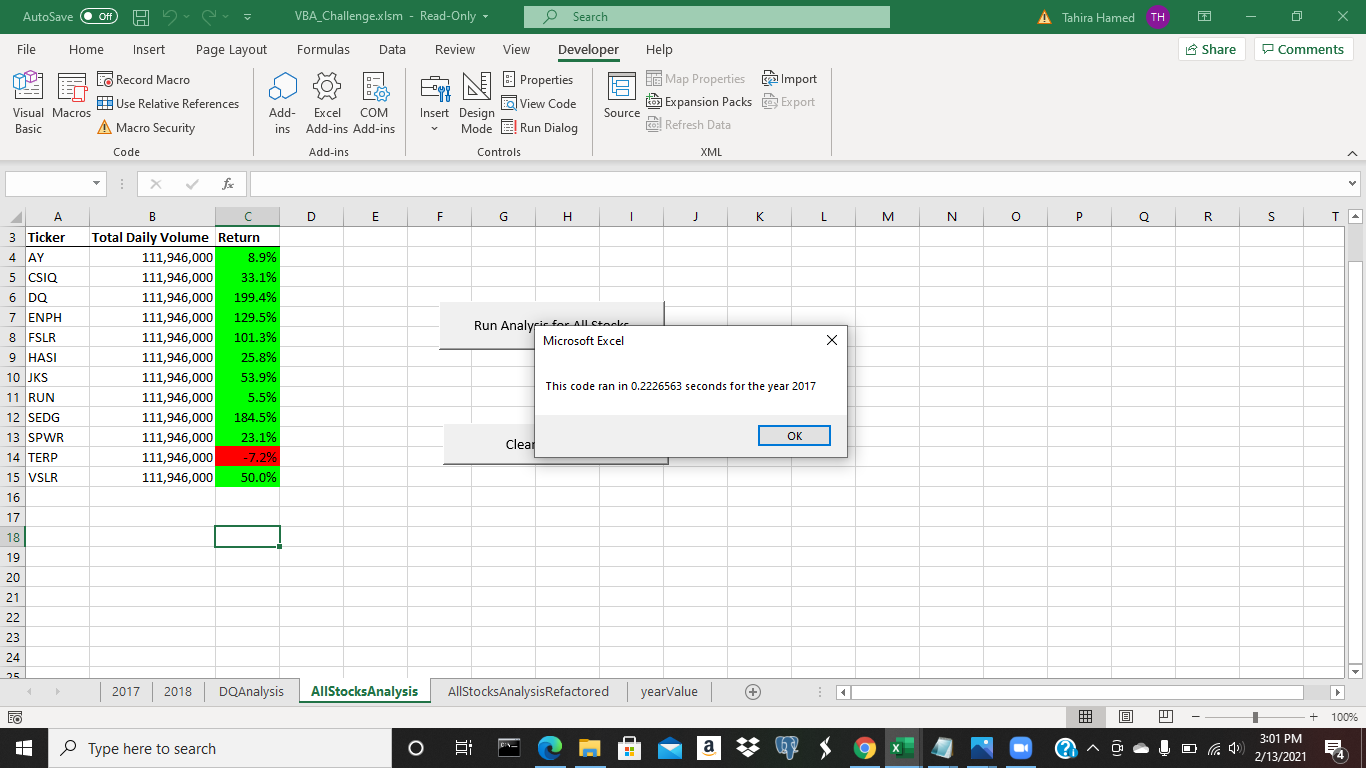 AutoSave Off VBA_Challenge.xlsm - Read-Only Search Tahira Hamed TH
File Home Insert Page Layout Formulas Data Review View Developer Help Share Comments
Visual Basic
Macros
Record Macro
Use Relative References
Macro Security
Code
Add-ins
Excel Add-ins
COM Add-ins
Add-ins
Insert
Design Mode
Properties
View Code
Run Dialog
Controls
Source
Map Properties
Expansion Packs
Refresh Data
Import
Export
XML
fx
A B C D E F G H I J K L M N O P Q R S T
3 Ticker Total Daily Volume Return
4 AY 111,946,000 8.9%
5 CSIQ 111,946,000 33.1%
6 DQ 111,946,000 199.4%
7 ENPH 111,946,000 129.5%
8 FSLR 111,946,000 101.3%
9 HASI 111,946,000 25.8%
10 JKS 111,946,000 53.9%
11 RUN 111,946,000 5.5%
12 SEDG 111,946,000 184.5%
13 SPWR 111,946,000 23.1%
14 TERP 111,946,000 -7.2%
15 VSLR 111,946,000 50.0%
16
17
18
19
20
21
22
23
24
25
Run Analysis for All Stocks
Microsoft Excel
This code ran in 0.2226563 seconds for the year 2017
OK
Clear
2017 2018 DQAnalysis AllStocksAnalysis AllStocksAnalysisRefactored yearValue
100%
Type here to search
a
3:01 PM
2/13/2021
4